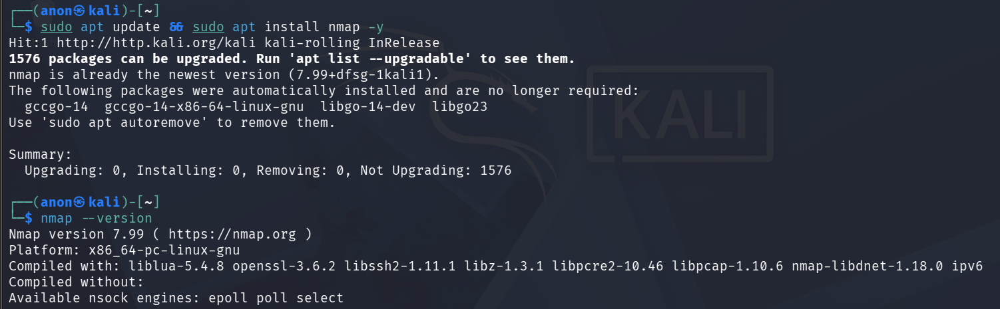 ┌──(anon㉿kali)-[~]
└─$ sudo apt update && sudo apt install nmap -y
Hit:1 http://http.kali.org/kali kali-rolling InRelease
1576 packages can be upgraded. Run 'apt list --upgradable' to see them.
nmap is already the newest version (7.99+dfsg-1kali1).
The following packages were automatically installed and are no longer required:
  gccgo-14  gccgo-14-x86-64-linux-gnu  libgo-14-dev  libgo23
Use 'sudo apt autoremove' to remove them.

Summary:
  Upgrading: 0, Installing: 0, Removing: 0, Not Upgrading: 1576

┌──(anon㉿kali)-[~]
└─$ nmap --version
Nmap version 7.99 ( https://nmap.org )
Platform: x86_64-pc-linux-gnu
Compiled with: liblua-5.4.8 openssl-3.6.2 libssh2-1.11.1 libz-1.3.1 libpcre2-10.46 libpcap-1.10.6 nmap-libdnet-1.18.0 ipv6
Compiled without:
Available nsock engines: epoll poll select
KALI